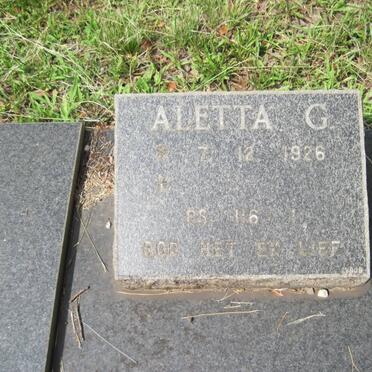 ALETTA G
* 7 12 1926
†
PS 116 : 1
GOD HET EK LIEF